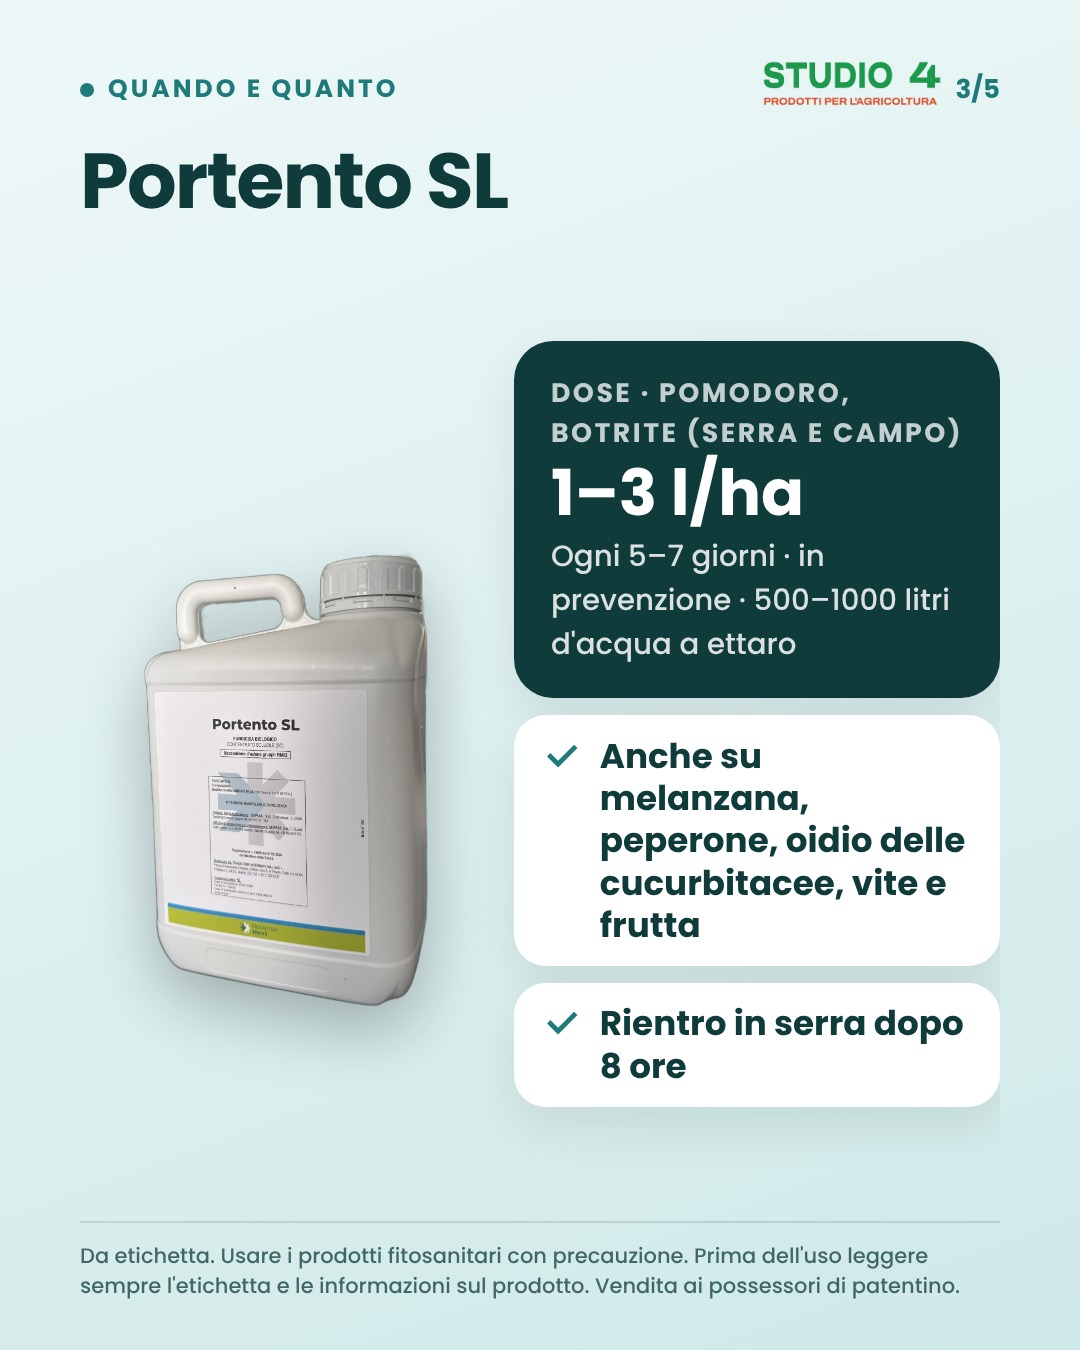 QUANDO E QUANTO
STUDIO 4
PRODOTTI PER L'AGRICOLTURA
3/5
Portento SL
DOSE · POMODORO,
BOTRITE (SERRA E CAMPO)
1–3 l/ha
Ogni 5–7 giorni · in
prevenzione · 500–1000 litri
d'acqua a ettaro
Portento SL
FUNGICIDA BIOLOGICO
Anche su
melanzana,
peperone, oidio delle
cucurbitacee, vite e
frutta
Rientro in serra dopo
8 ore
Da etichetta. Usare i prodotti fitosanitari con precauzione. Prima dell'uso leggere
sempre l'etichetta e le informazioni sul prodotto. Vendita ai possessori di patentino.